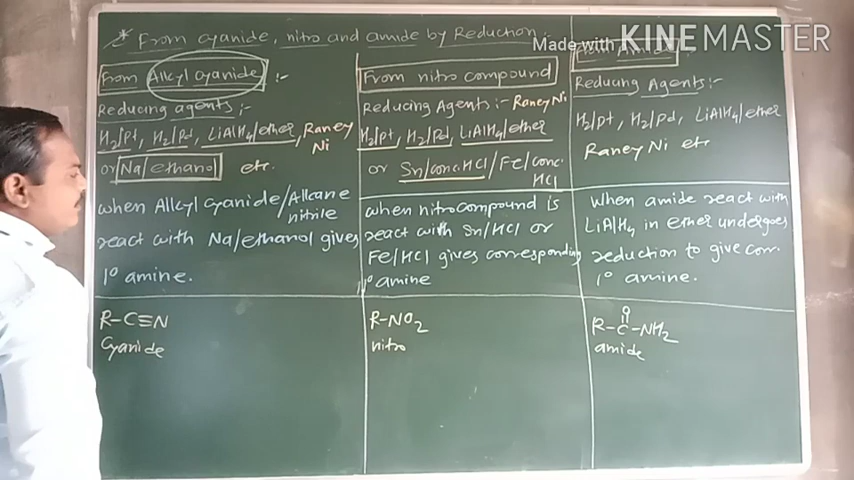 From cyanide, nitro and amide by Reduction :-
Made with KINEMASTER
From Alkyl cyanide :-
Reducing agents :-
H2/pt, H2/pd, LiAlH4/ether, Raney Ni
or Na/ethanol etc.
when Alkyl cyanide/Alkane nitrile
react with Na/ethanol gives
1° amine.
R-C≡N
Cyanide
From nitro compound
Reducing Agents :- Raney Ni
H2/pt, H2/pd, LiAlH4/ether
or Sn/conc.HCl/Fe/conc. HCl
when nitrocompound is
react with Sn/HCl or
Fe/HCl gives corresponding
1° amine
R-NO2
nitro
Reducing Agents :-
H2/pt, H2/pd, LiAlH4/ether
Raney Ni etc
When amide react with
LiAlH4 in ether undergoes
reduction to give corr.
1° amine.
O
R-C-NH2
amide